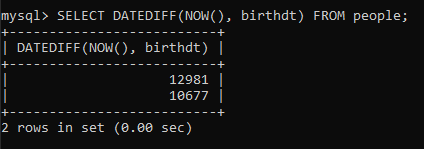 mysql> SELECT DATEDIFF(NOW(), birthdt) FROM people;
+--------------------------+
| DATEDIFF(NOW(), birthdt) |
+--------------------------+
|                    12981 |
|                    10677 |
+--------------------------+
2 rows in set (0.00 sec)